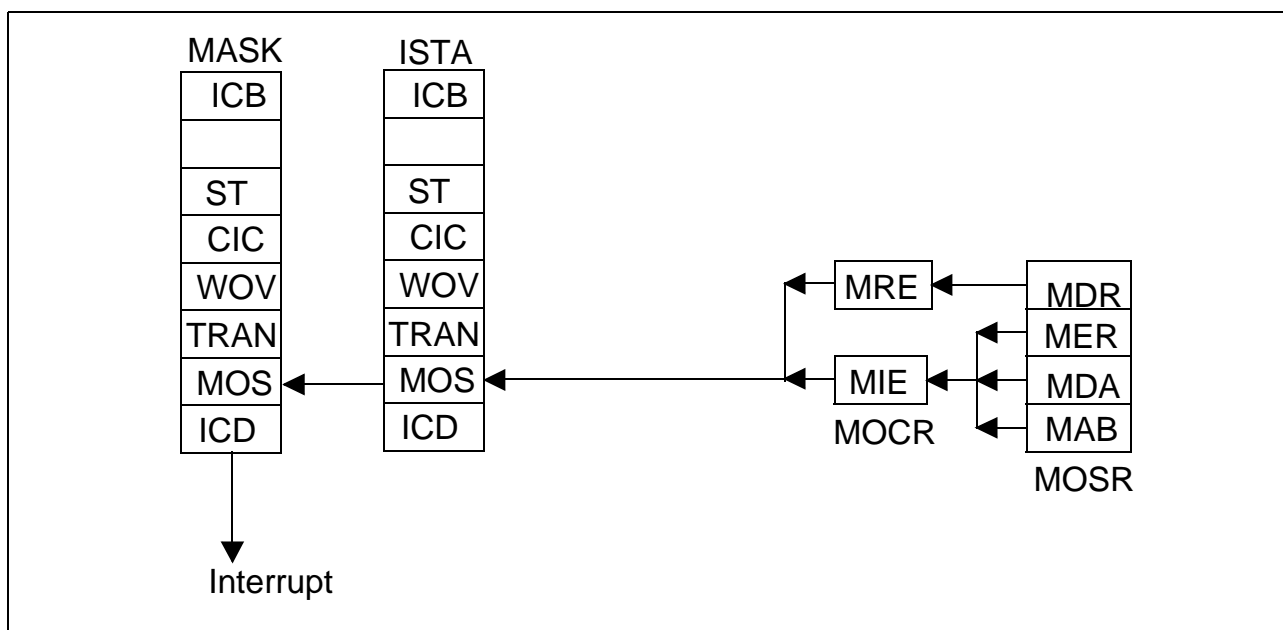 MASK
ICB
ST
CIC
WOV
TRAN
MOS
ICD
Interrupt
ISTA
ICB
ST
CIC
WOV
TRAN
MOS
ICD
MRE
MIE
MOCR
MDR
MER
MDA
MAB
MOSR